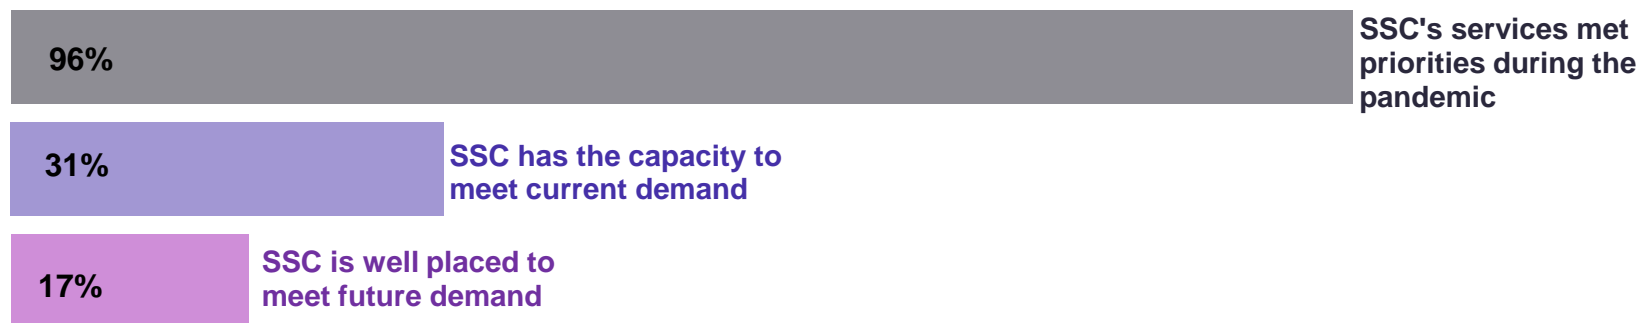 96%
SSC's services met
priorities during the
pandemic
31%
SSC has the capacity to
meet current demand
17%
SSC is well placed to
meet future demand